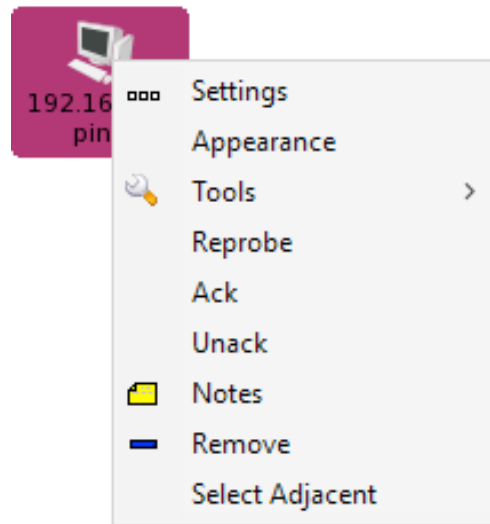 192.16
pin
Settings
Appearance
Tools
Reprobe
Ack
Unack
Notes
Remove
Select Adjacent